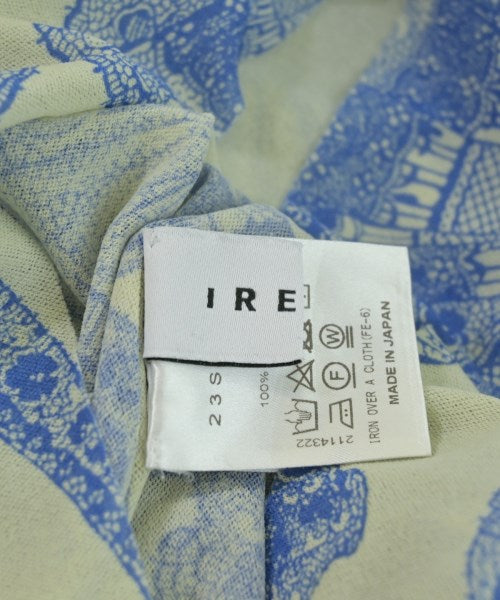 IRE
23S
100%
2114322
F
W
IRON OVER A CLOTH(FE-6)
MADE IN JAPAN